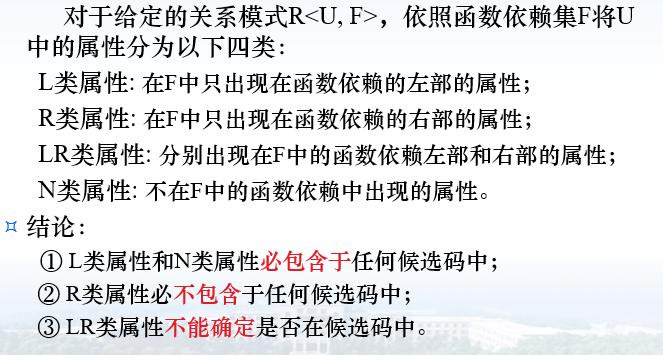 对于给定的关系模式R<U, F>，依照函数依赖集F将U
中的属性分为以下四类：
L类属性: 在F中只出现在函数依赖的左部的属性；
R类属性: 在F中只出现在函数依赖的右部的属性；
LR类属性: 分别出现在F中的函数依赖左部和右部的属性；
N类属性: 不在F中的函数依赖中出现的属性。
¤ 结论：
① L类属性和N类属性必包含于任何候选码中；
② R类属性必不包含于任何候选码中；
③ LR类属性不能确定是否在候选码中。